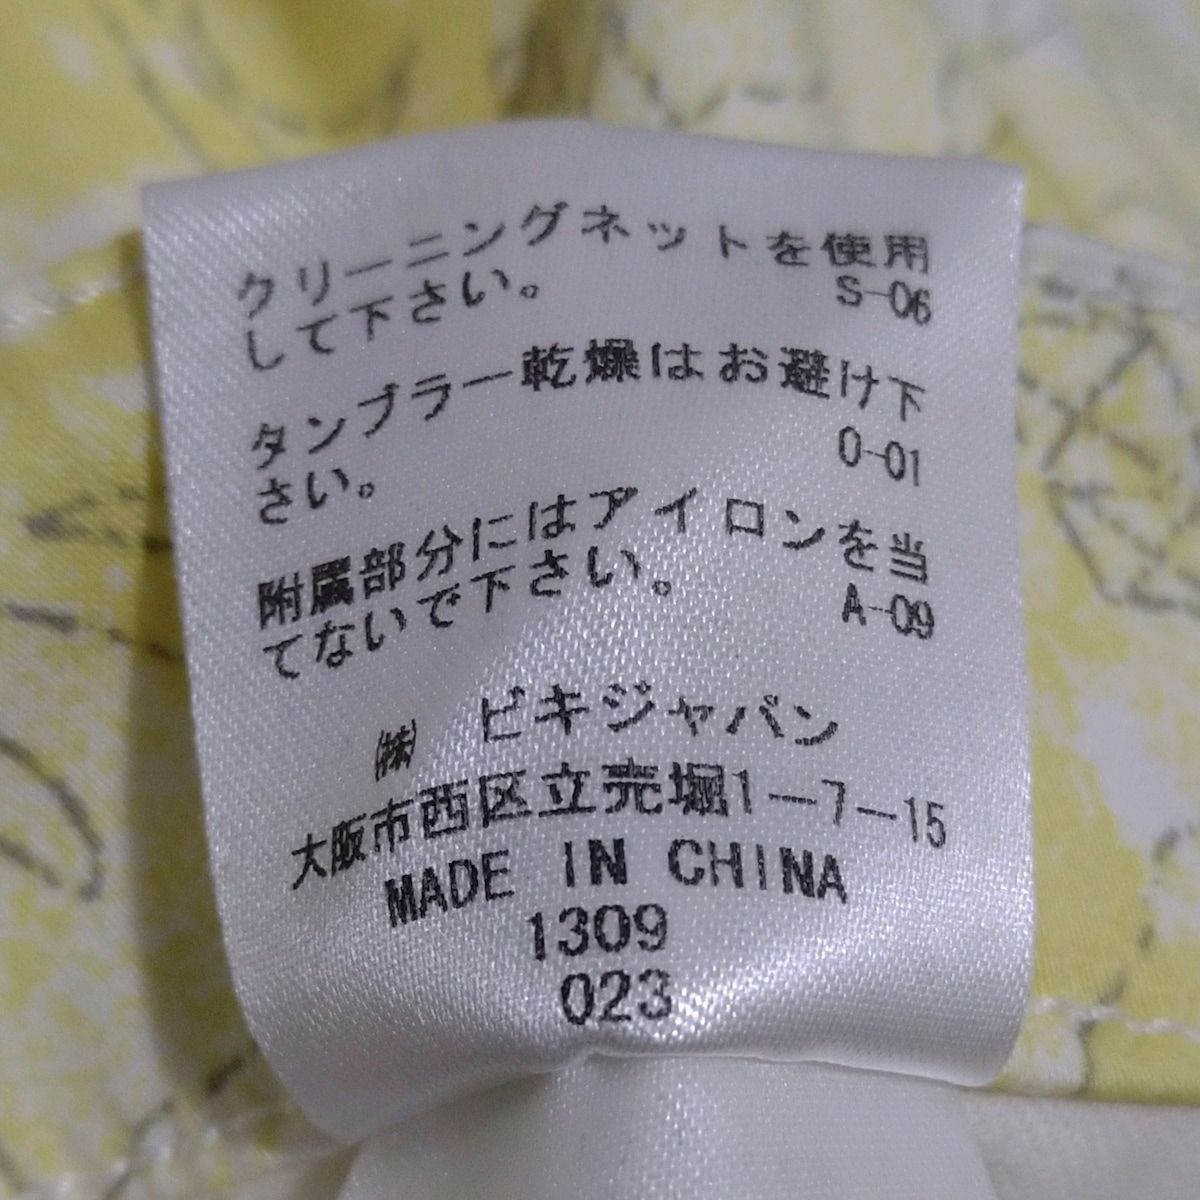 クリーニングネットを使用
して下さい。 S-06
タンブラー乾燥はお避け下
さい。 0-01
附属部分にはアイロンを当
てないで下さい。 A-09
㈱ ビキジャパン
大阪市西区立売堀1-7-15
MADE IN CHINA
1309
023